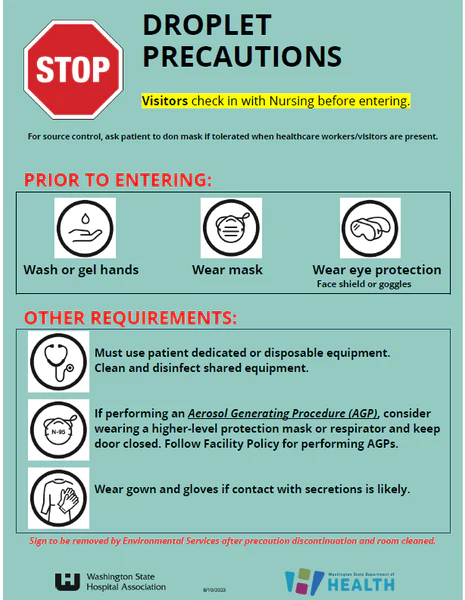 STOP
DROPLET
PRECAUTIONS
Visitors check in with Nursing before entering.
For source control, ask patient to don mask if tolerated when healthcare workers/visitors are present.
PRIOR TO ENTERING:
Wash or gel hands
Wear mask
Wear eye protection
Face shield or goggles
OTHER REQUIREMENTS:
Must use patient dedicated or disposable equipment.
Clean and disinfect shared equipment.
N-95
If performing an Aerosol Generating Procedure (AGP), consider
wearing a higher-level protection mask or respirator and keep
door closed. Follow Facility Policy for performing AGPs.
Wear gown and gloves if contact with secretions is likely.
Sign to be removed by Environmental Services after precaution discontinuation and room cleaned.
Washington State
Hospital Association
8/10/2023
Washington State Department of
HEALTH